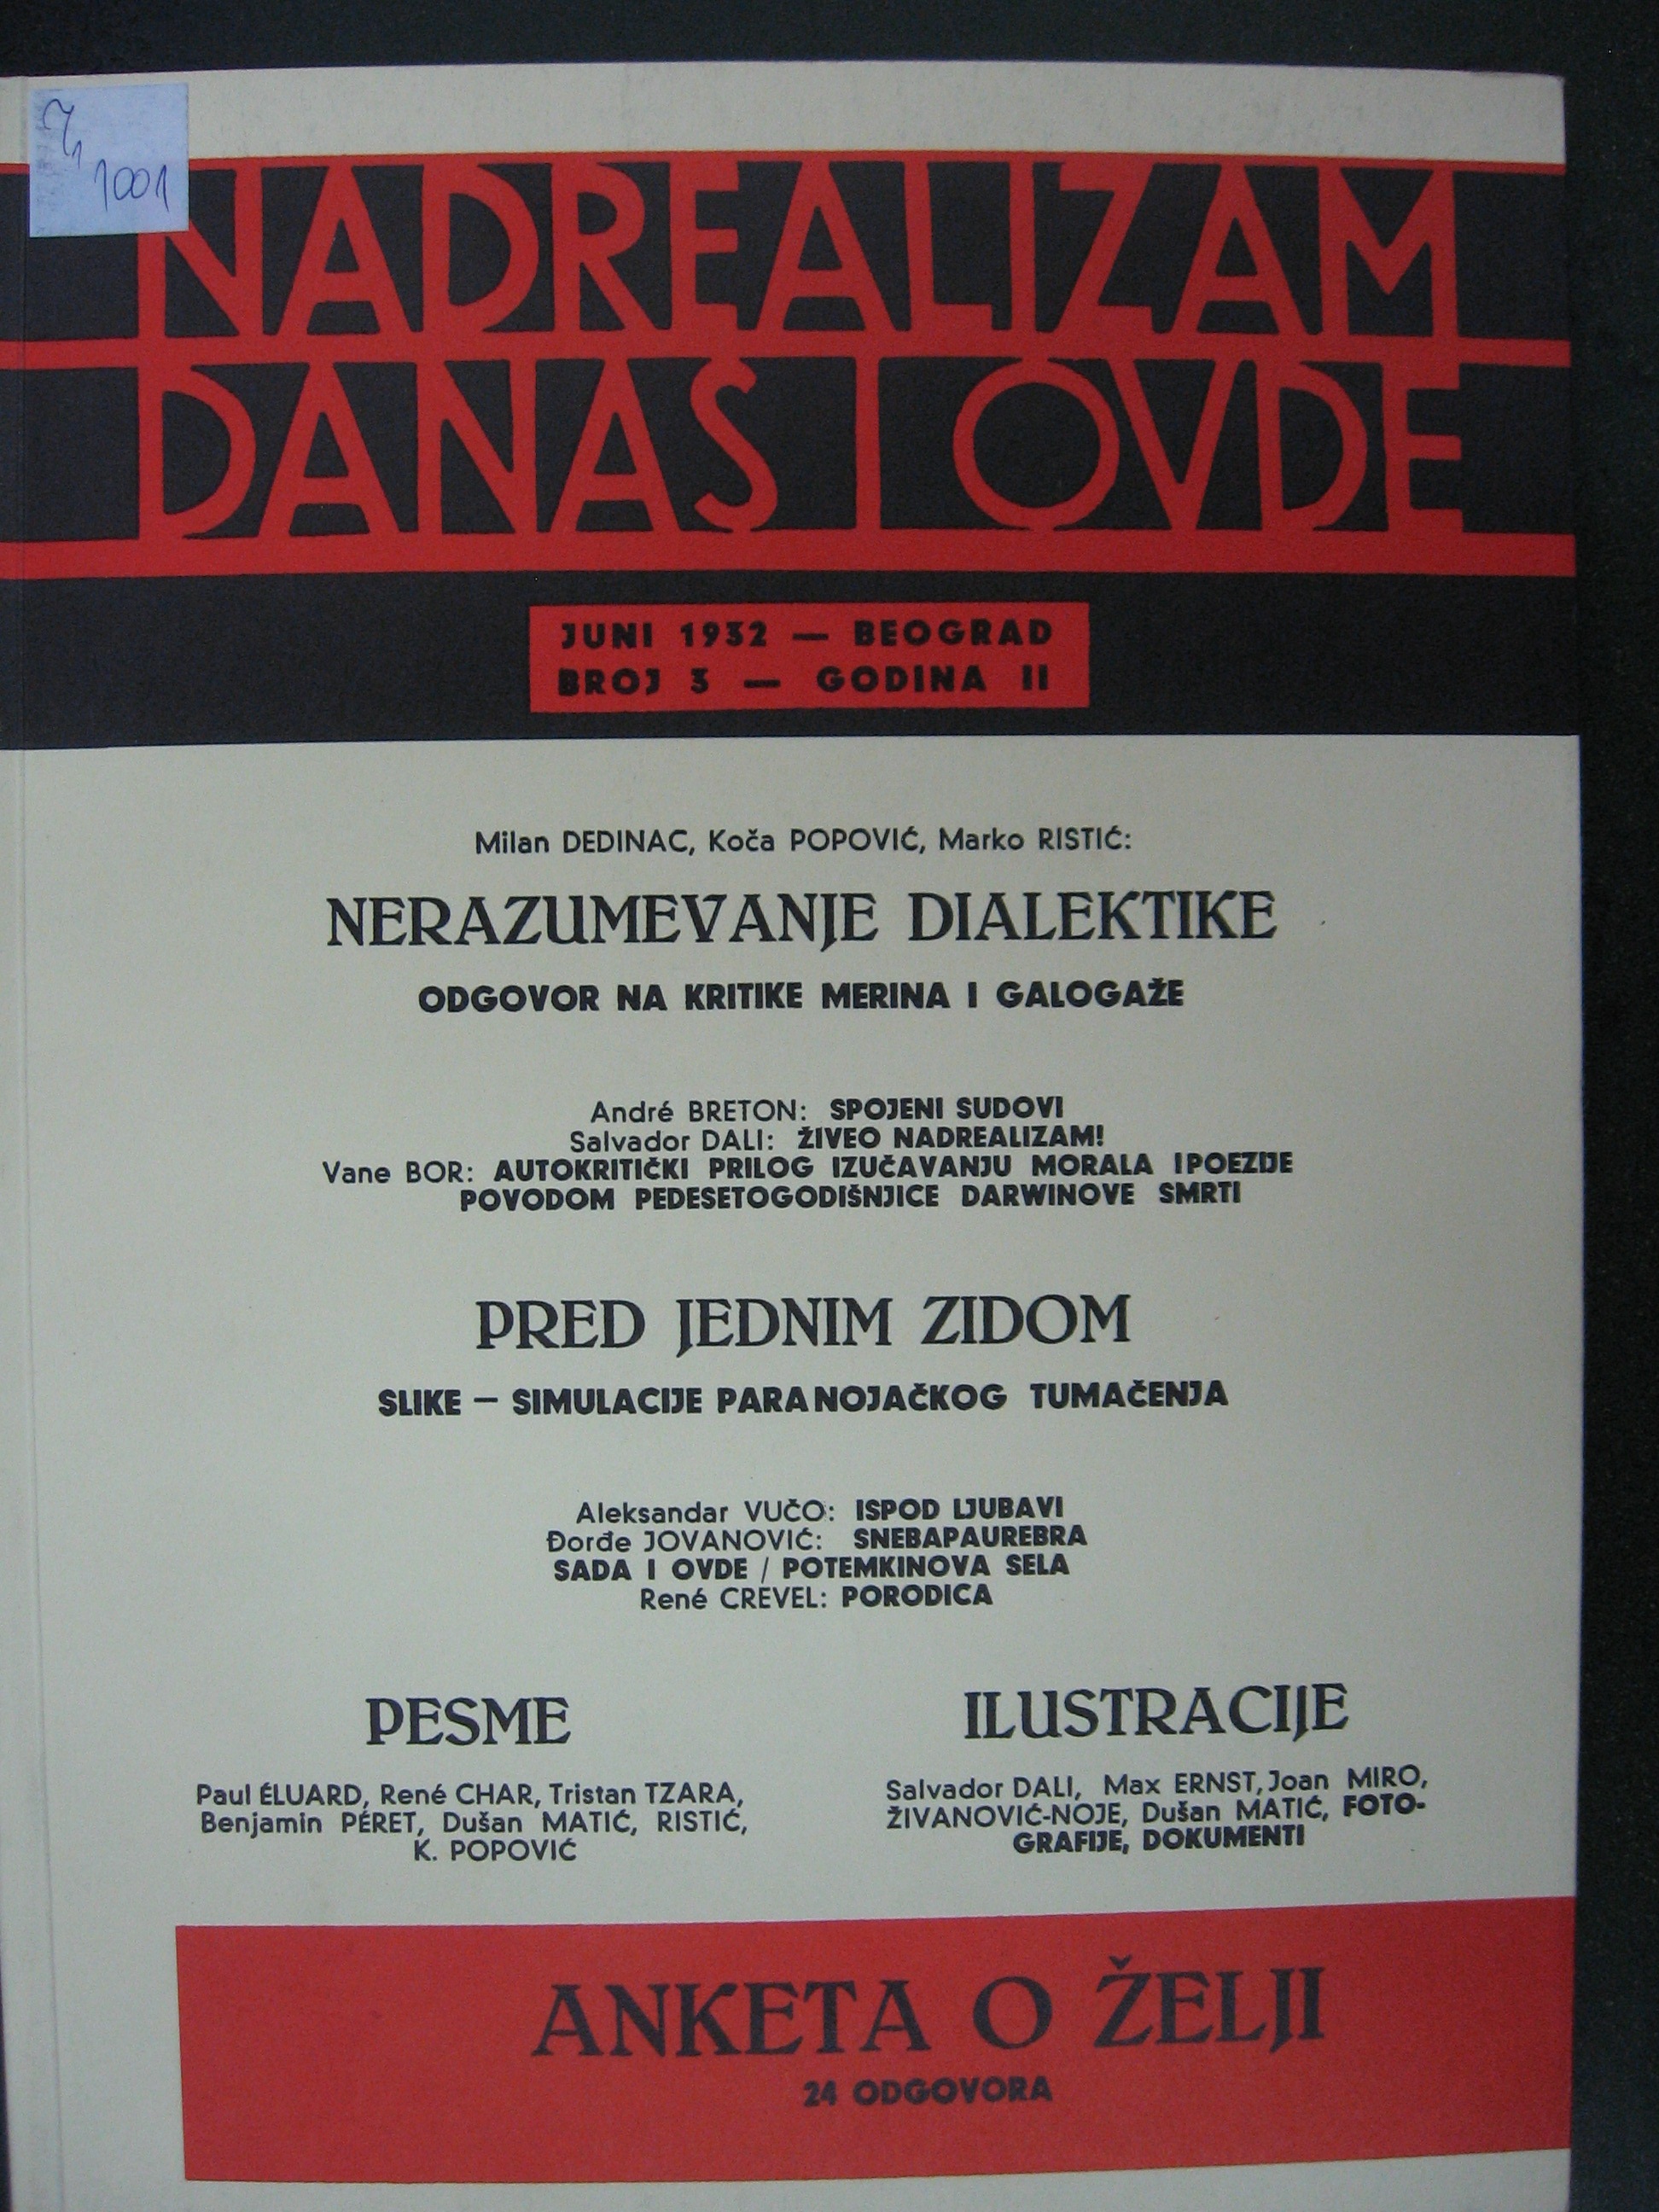 7,
1001
NADREALIZAM
DANAS I OVDE
JUNI 1932 — BEOGRAD
BROJ 3 — GODINA II
Milan DEDINAC, Koča POPOVIĆ, Marko RISTIĆ:
NERAZUMEVANJE DIALEKTIKE
ODGOVOR NA KRITIKE MERINA I GALOGAŽE
André BRETON: SPOJENI SUDOVI
Salvador DALI: ŽIVEO NADREALIZAM!
Vane BOR: AUTOKRITIČKI PRILOG IZUČAVANJU MORALA I POEZIJE
POVODOM PEDESETOGODIŠNJICE DARWINOVE SMRTI
PRED JEDNIM ZIDOM
SLIKE — SIMULACIJE PARANOJAČKOG TUMAČENJA
Aleksandar VUČO: ISPOD LJUBAVI
Đorđe JOVANOVIĆ: SNEBAPAUREBRA
SADA I OVDE / POTEMKINOVA SELA
René CREVEL: PORODICA
PESME
Paul ÉLUARD, René CHAR, Tristan TZARA,
Benjamin PÉRET, Dušan MATIĆ, RISTIĆ,
K. POPOVIĆ
ILUSTRACIJE
Salvador DALI, Max ERNST, Joan MIRO,
ŽIVANOVIĆ-NOJE, Dušan MATIĆ, FOTO-
GRAFIJE, DOKUMENTI
ANKETA O ŽELJI
24 ODGOVORA